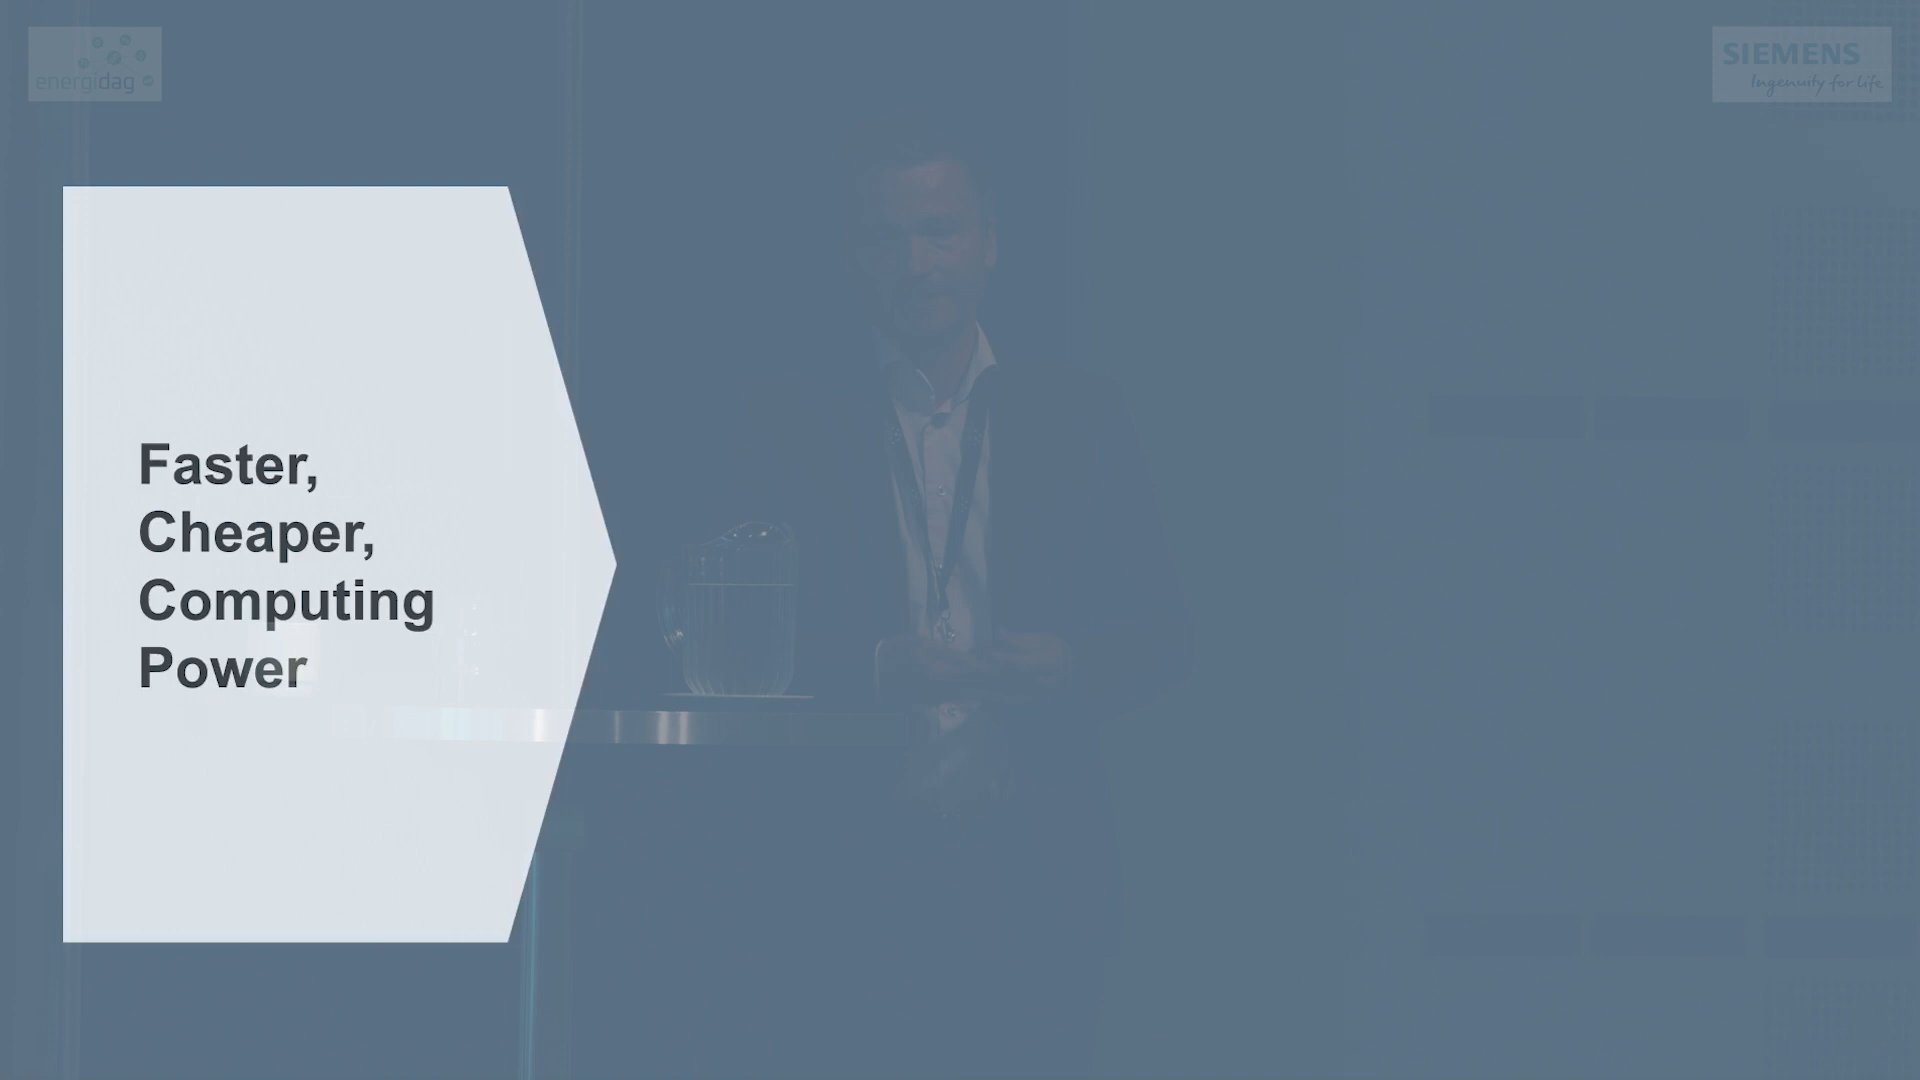 energidag
SIEMENS
Ingenuity for life
Faster,
Cheaper,
Computing
Power